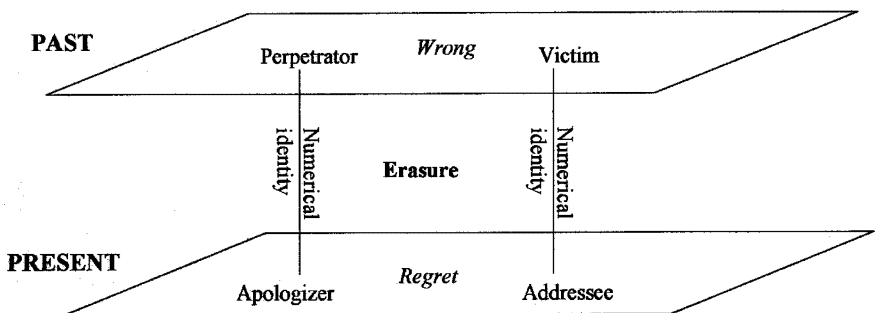 PAST
Perpetrator
Wrong
Victim
Numerical
identity
Erasure
Numerical
identity
PRESENT
Regret
Apologizer
Addressee